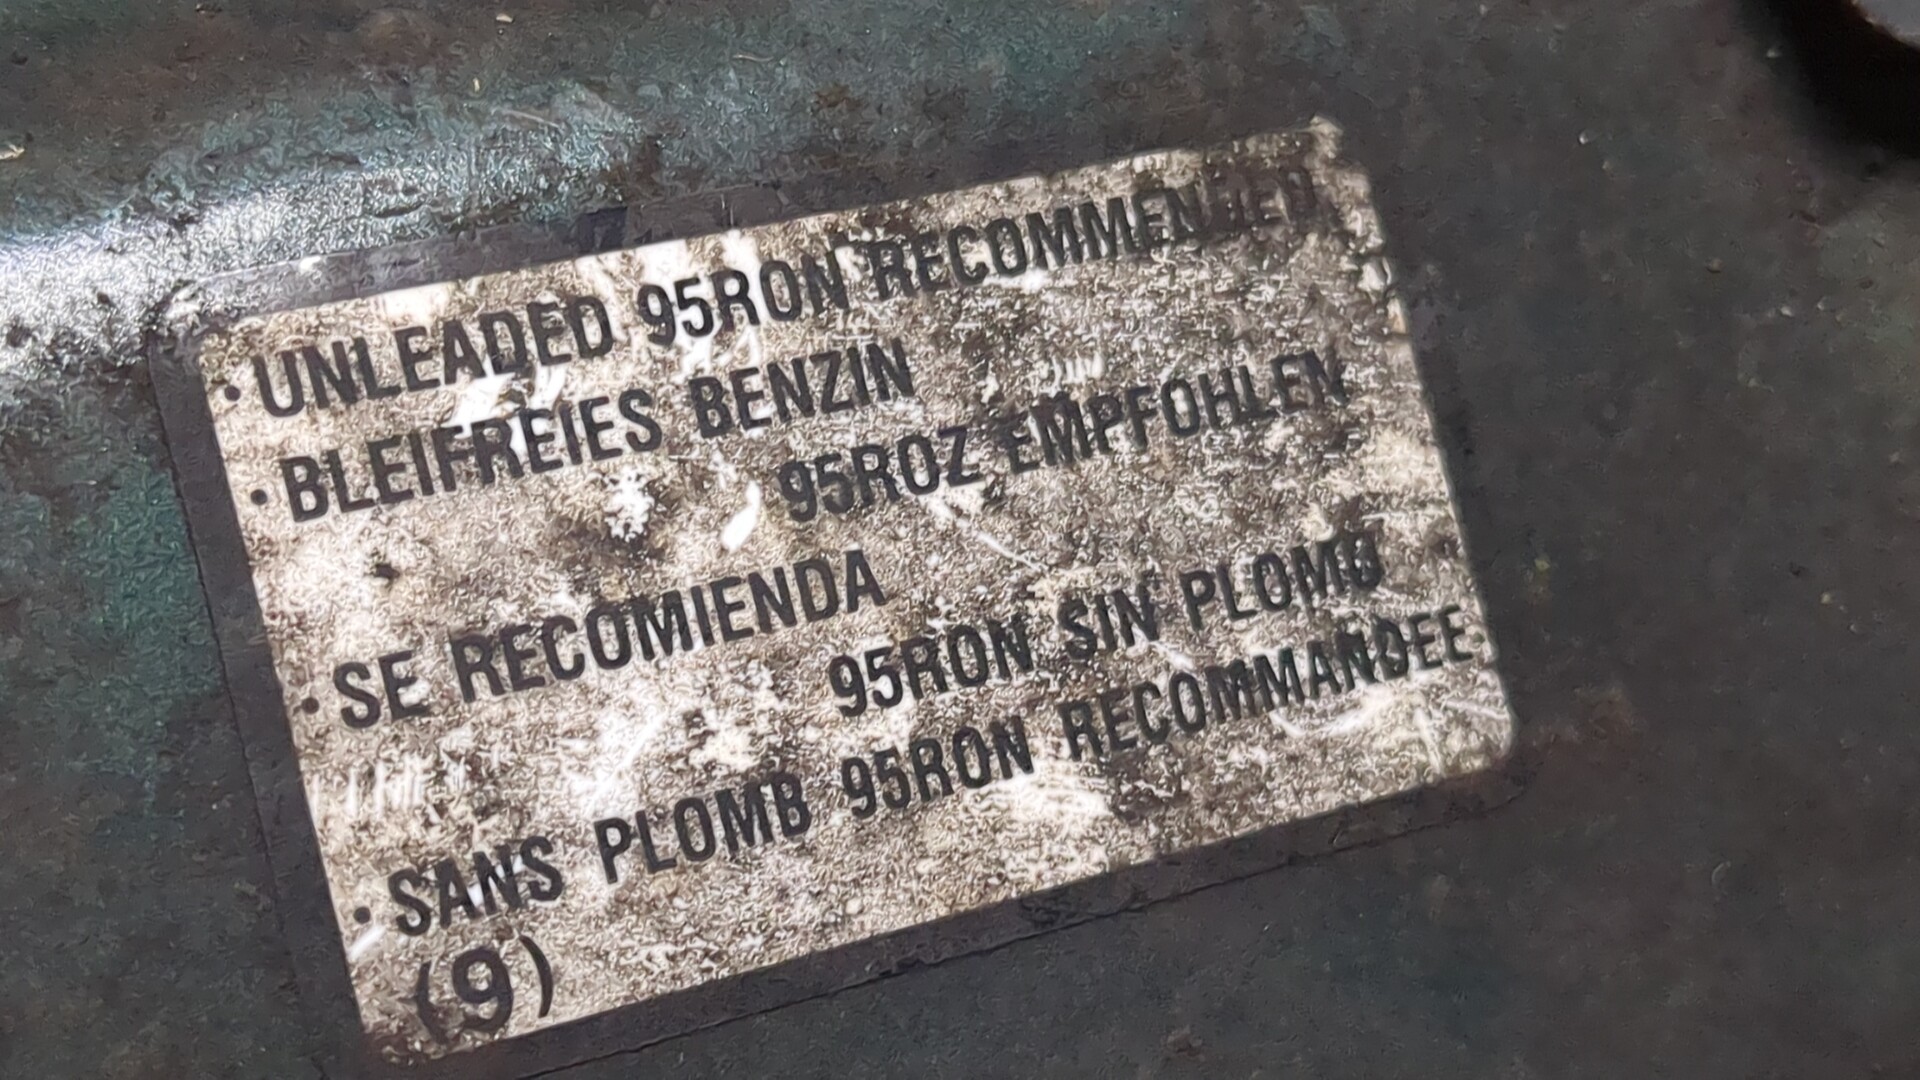 · UNLEADED 95RON RECOMMENDED
· BLEIFREIES BENZIN
95ROZ EMPFOHLEN
· SE RECOMIENDA
95RON SIN PLOMO
· SANS PLOMB 95RON RECOMMANDEE
(9)